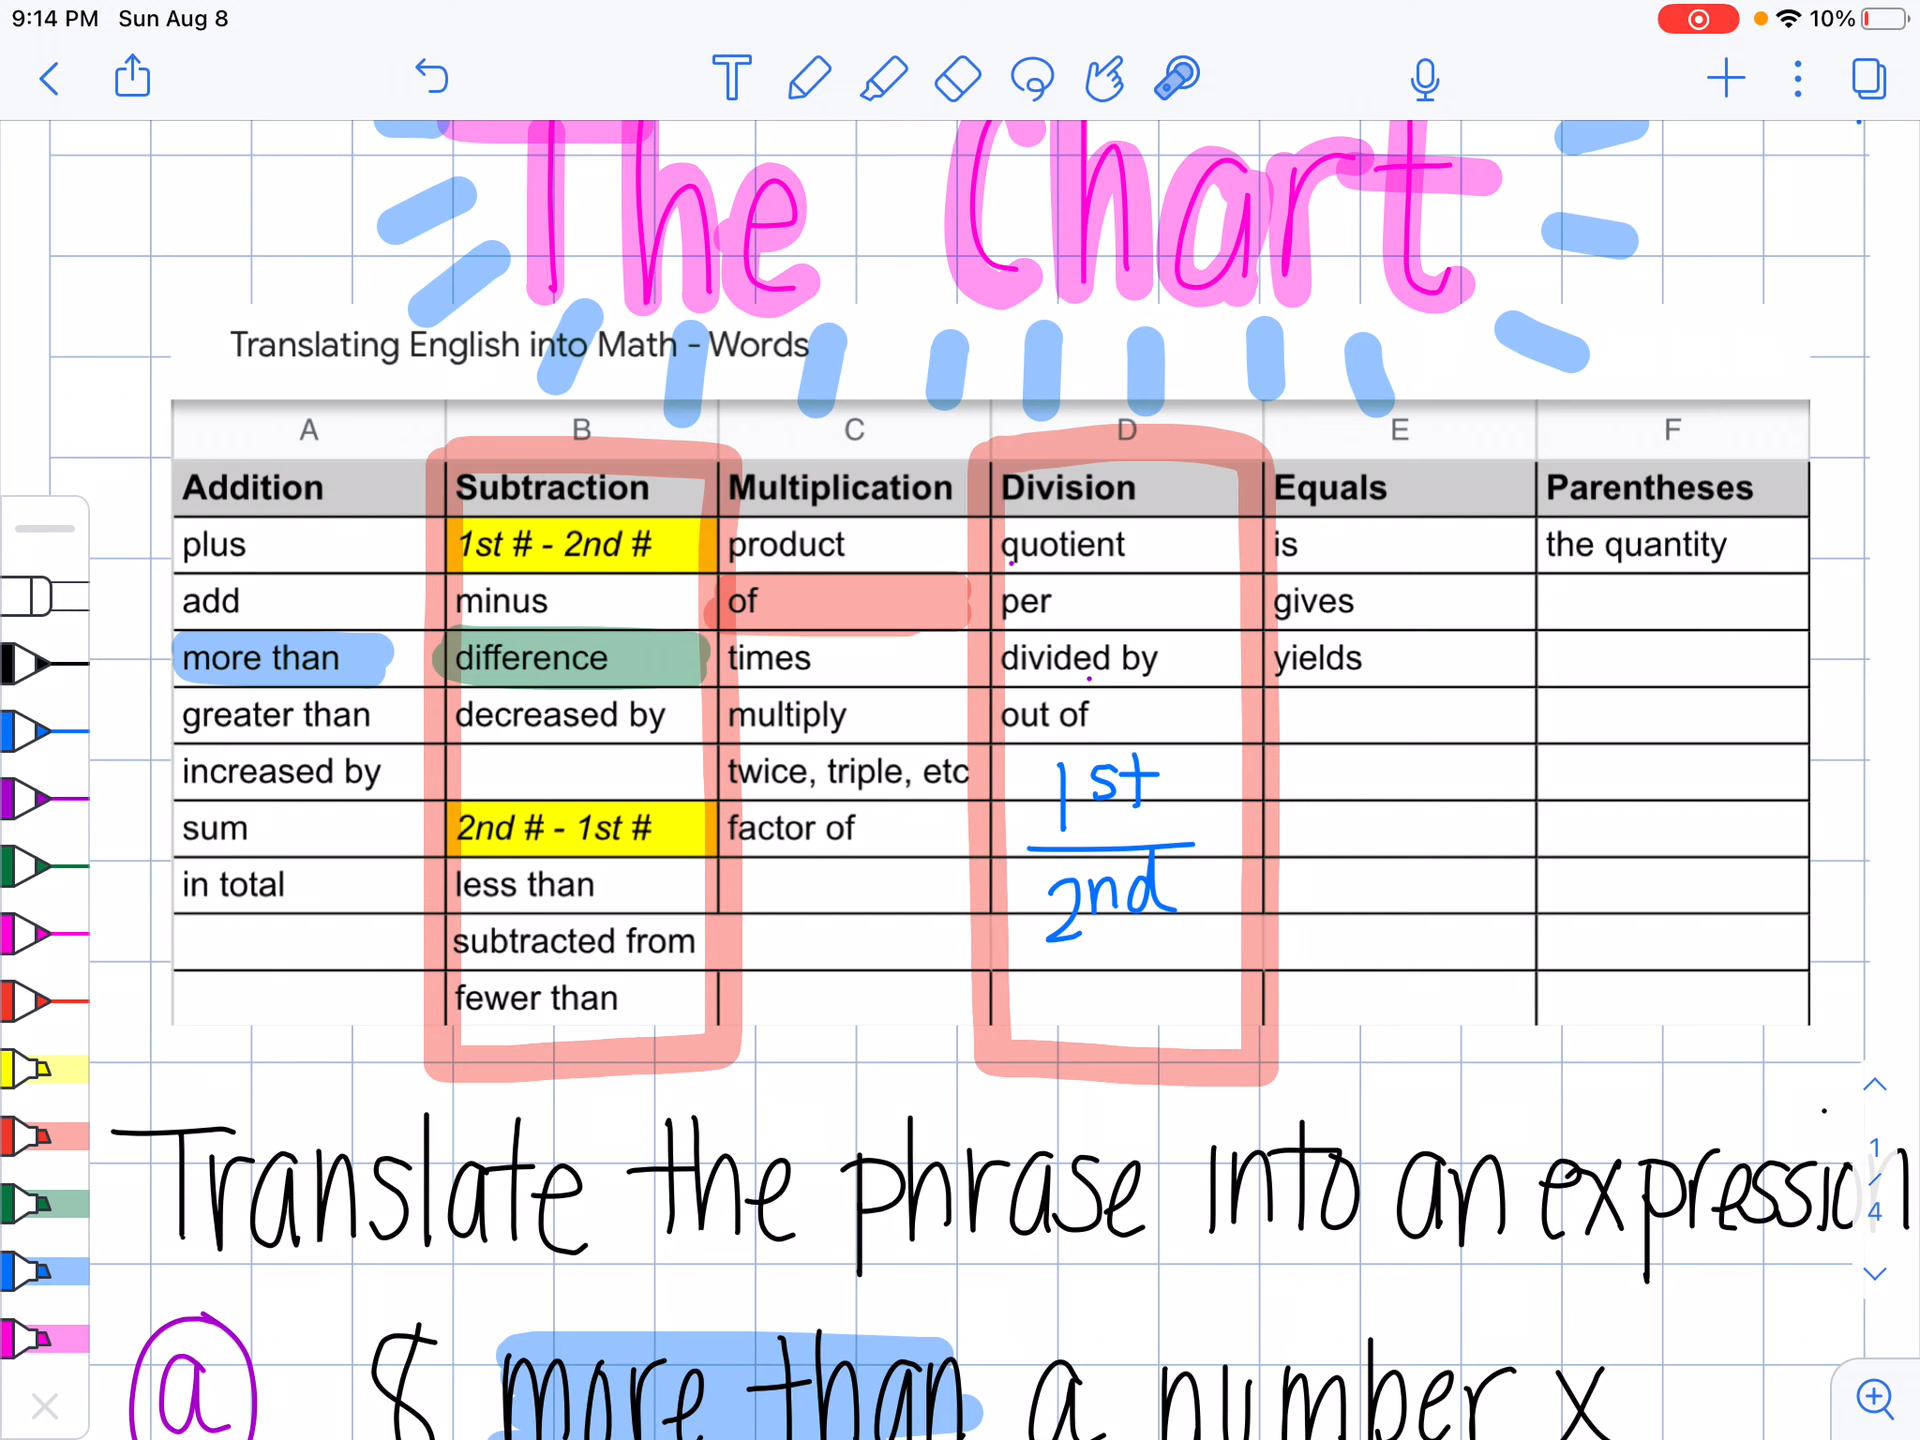 9:14 PM Sun Aug 8 10%
The Chart
Translating English into Math - Words
A B C D E F
Addition Subtraction Multiplication Division Equals Parentheses
plus 1st # - 2nd # product quotient is the quantity
add minus of per gives
more than difference times divided by yields
greater than decreased by multiply out of
increased by twice, triple, etc 1st
sum 2nd # - 1st # factor of
in total less than 2nd
subtracted from
fewer than
Translate the phrase into an expression
1/4
a 8 more than a number x